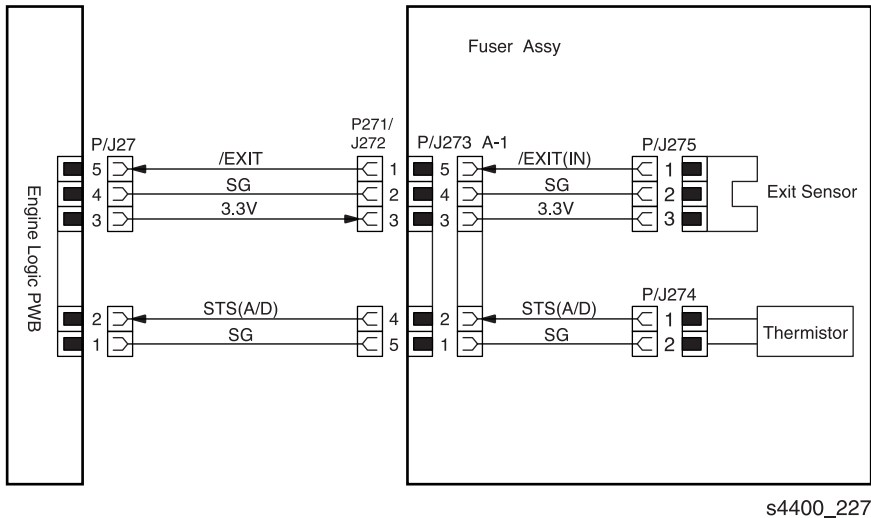 Fuser Assy
P271/
J272
P/J27
P/J273 A-1
P/J275
5 /EXIT 1 5 /EXIT(IN) 1
4 SG 2 4 SG 2
3 3.3V 3 3 3.3V 3
Exit Sensor
Engine Logic PWB
P/J274
2 STS(A/D) 4 2 STS(A/D) 1
1 SG 5 1 SG 2
Thermistor
s4400_227